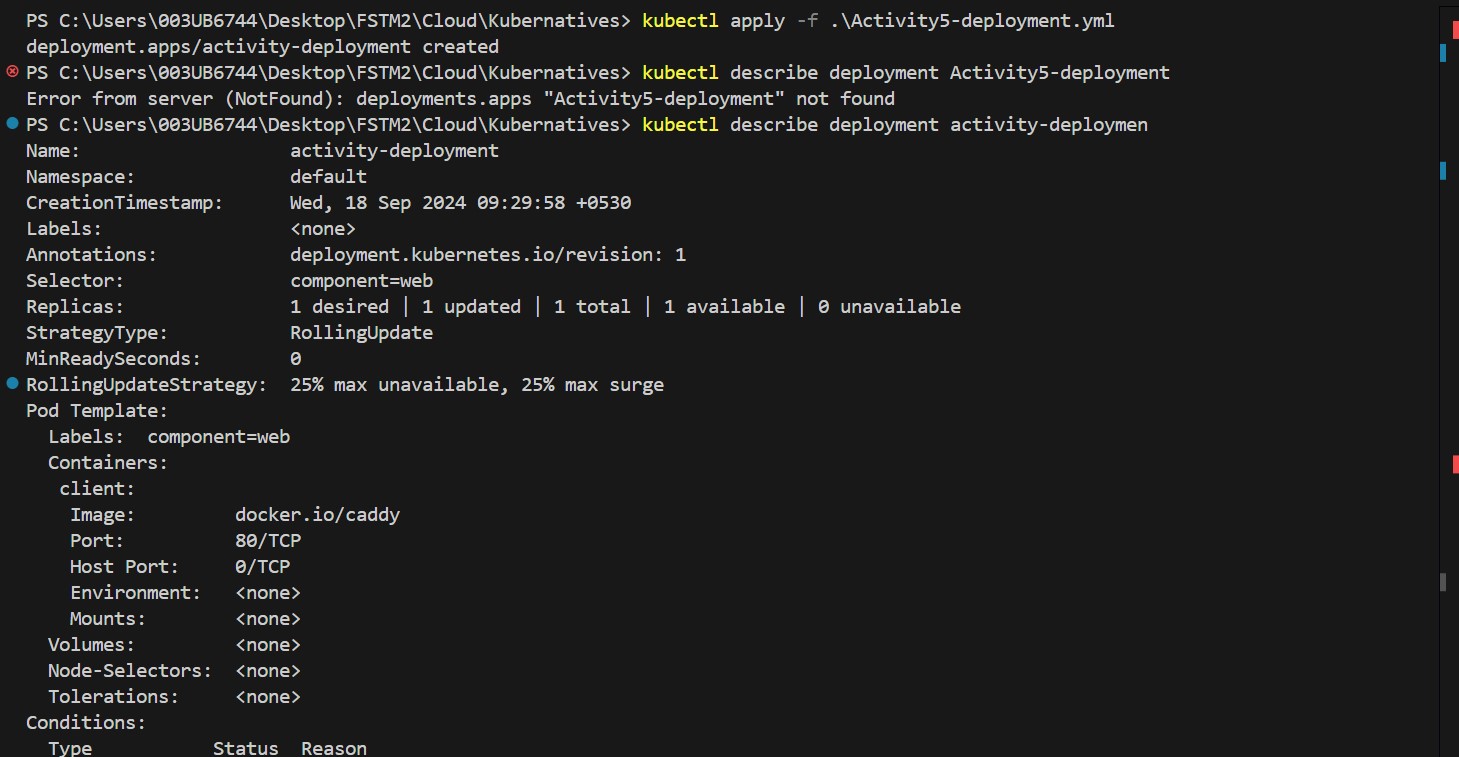 PS C:\Users\003UB6744\Desktop\FSTM2\Cloud\Kubernatives> kubectl apply -f .\Activity5-deployment.yml
deployment.apps/activity-deployment created
PS C:\Users\003UB6744\Desktop\FSTM2\Cloud\Kubernatives> kubectl describe deployment Activity5-deployment
Error from server (NotFound): deployments.apps "Activity5-deployment" not found
PS C:\Users\003UB6744\Desktop\FSTM2\Cloud\Kubernatives> kubectl describe deployment activity-deploymen
Name:                   activity-deployment
Namespace:              default
CreationTimestamp:      Wed, 18 Sep 2024 09:29:58 +0530
Labels:                 <none>
Annotations:            deployment.kubernetes.io/revision: 1
Selector:               component=web
Replicas:               1 desired | 1 updated | 1 total | 1 available | 0 unavailable
StrategyType:           RollingUpdate
MinReadySeconds:        0
RollingUpdateStrategy:  25% max unavailable, 25% max surge
Pod Template:
  Labels:  component=web
  Containers:
   client:
    Image:         docker.io/caddy
    Port:          80/TCP
    Host Port:     0/TCP
    Environment:   <none>
    Mounts:        <none>
  Volumes:         <none>
  Node-Selectors:  <none>
  Tolerations:     <none>
Conditions:
  Type           Status  Reason